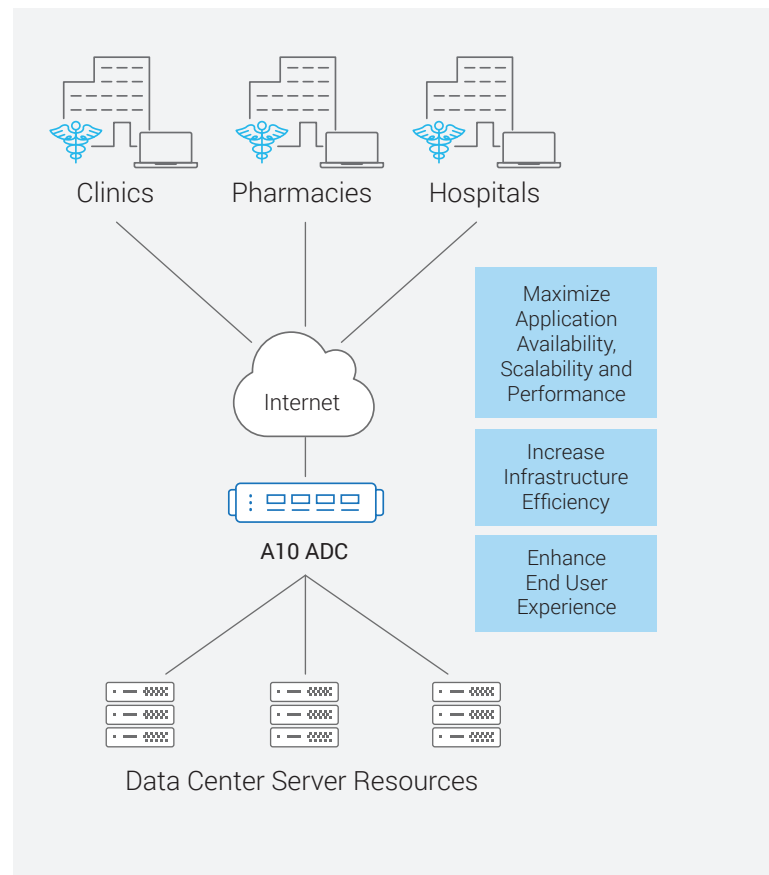 Clinics
Pharmacies
Hospitals
Maximize
Application
Availability,
Scalability and
Performance
Internet
Increase
Infrastructure
Efficiency
A10 ADC
Enhance
End User
Experience
Data Center Server Resources